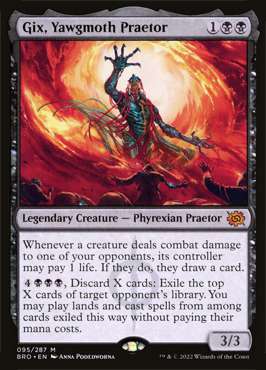 Gix, Yawgmoth Praetor 1
Legendary Creature — Phyrexian Praetor
Whenever a creature deals combat damage
to one of your opponents, its controller
may pay 1 life. If they do, they draw a card.
4, Discard X cards: Exile the top
X cards of target opponent's library. You
may play lands and cast spells from among
cards exiled this way without paying their
mana costs.
3/3
095/287 M
BRO • EN ANNA PODEDWORNA
™ & © 2022 Wizards of the Coast